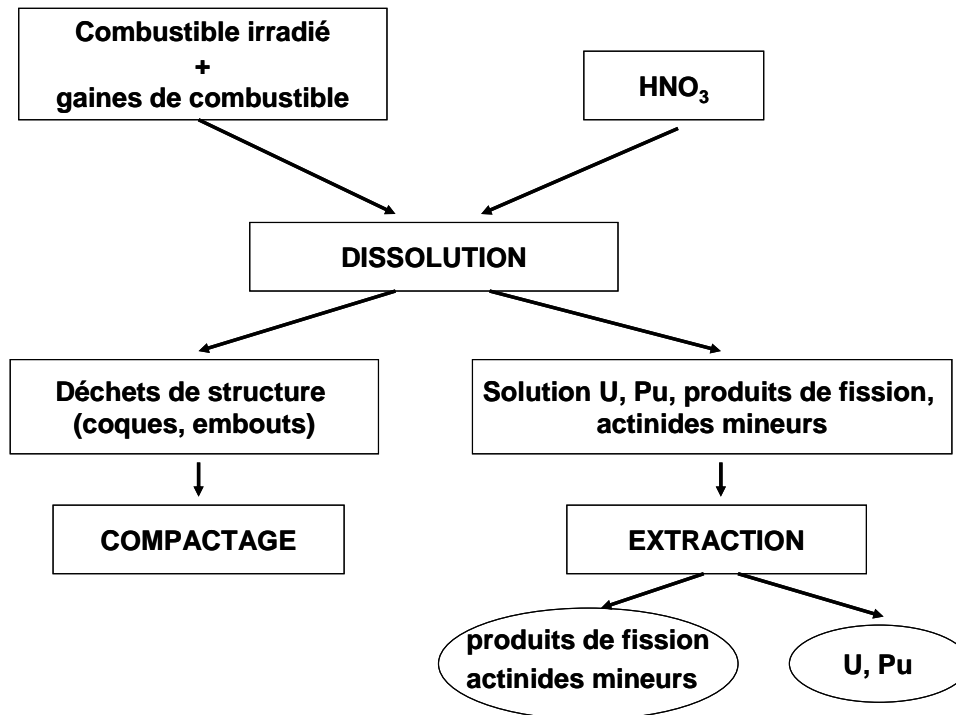 Combustible irradié
+
gaines de combustible
HNO₃
DISSOLUTION
Déchets de structure
(coques, embouts)
Solution U, Pu, produits de fission,
actinides mineurs
COMPACTAGE
EXTRACTION
produits de fission
actinides mineurs
U, Pu